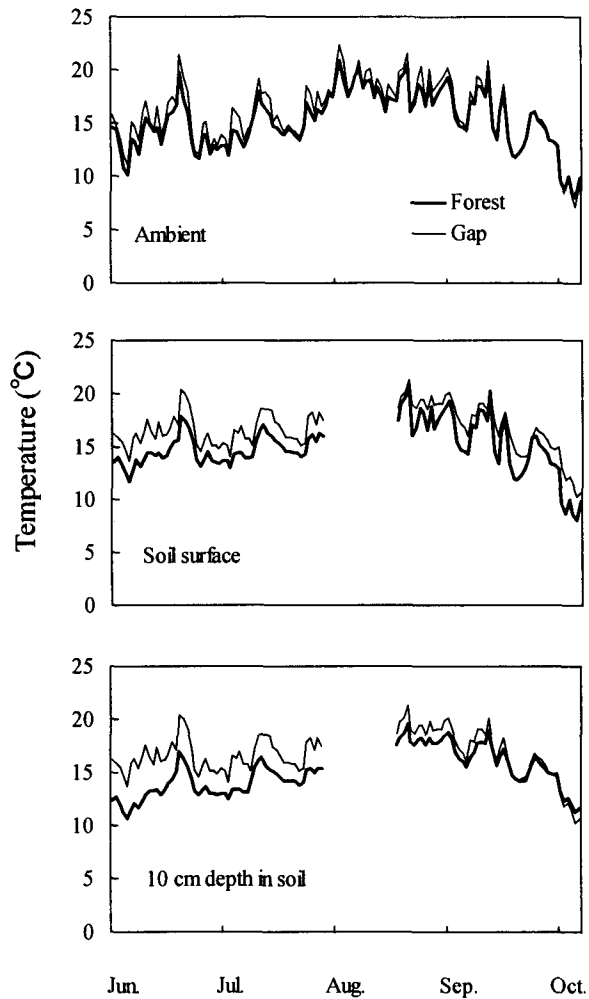 25
20
15
10
5
0
Forest
Gap
Ambient
Temperature (°C)
25
20
15
10
5
0
Soil surface
25
20
15
10
5
0
10 cm depth in soil
Jun. Jul. Aug. Sep. Oct.